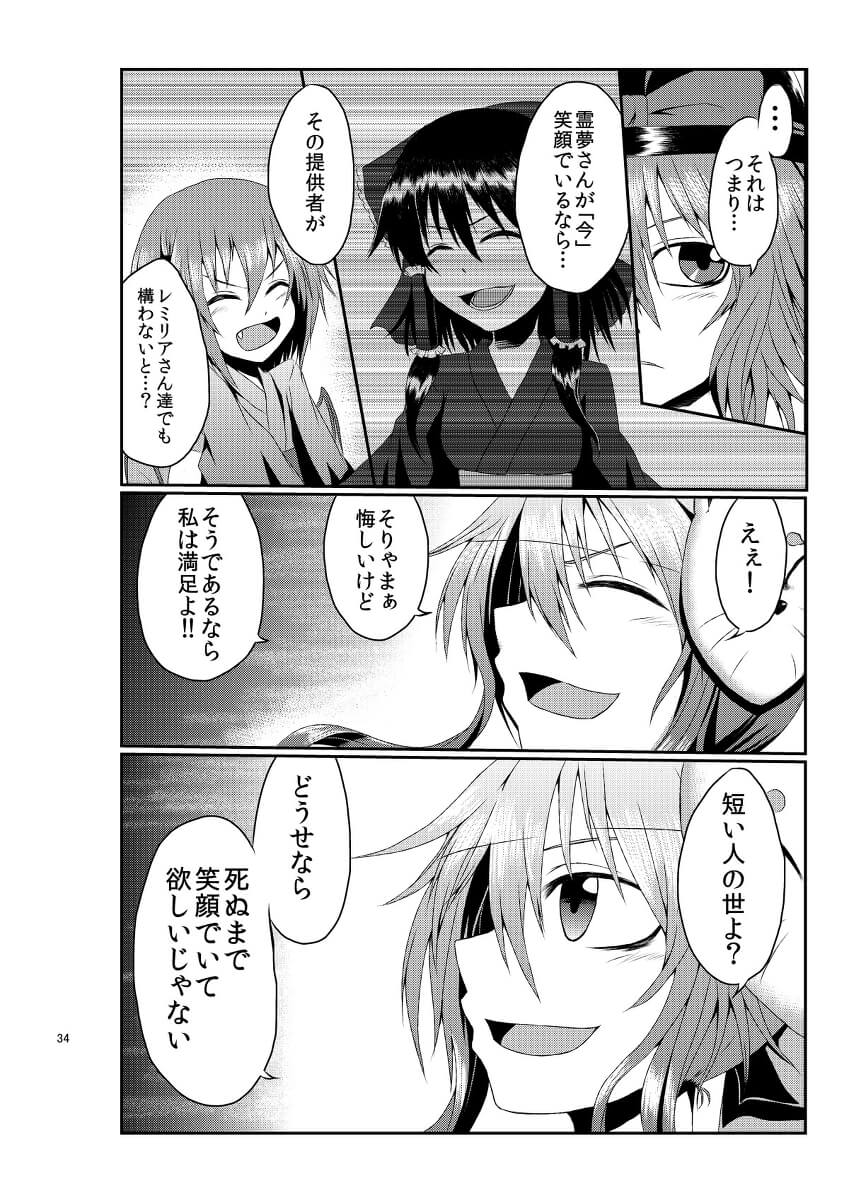 …
それは
つまり…
霊夢さんが「今」
笑顔でいるなら…
その提供者が
レミリアさん達でも
構わないと…？
ええ！
そりゃまぁ
悔しいけど
そうであるなら
私は満足よ!!
短い人の世よ？
どうせなら
死ぬまで
笑顔でいて
欲しいじゃない
34